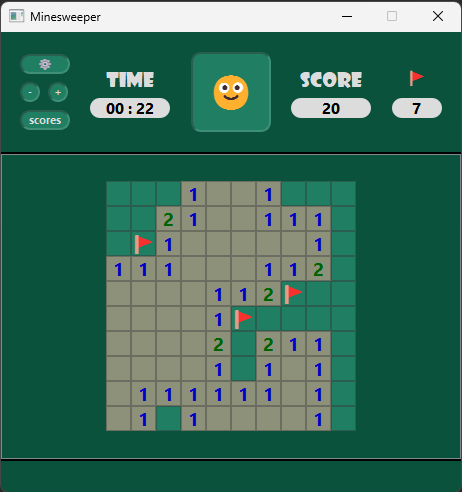 Minesweeper
TIME
SCORE
- +
scores
00 : 22
20
7
1 1
2 1 1 1 1
1 1
1 1 1 1 1 2
1 1 2
1
2 2 1 1
1 1 1
1 1 1 1 1 1 1
1 1 1